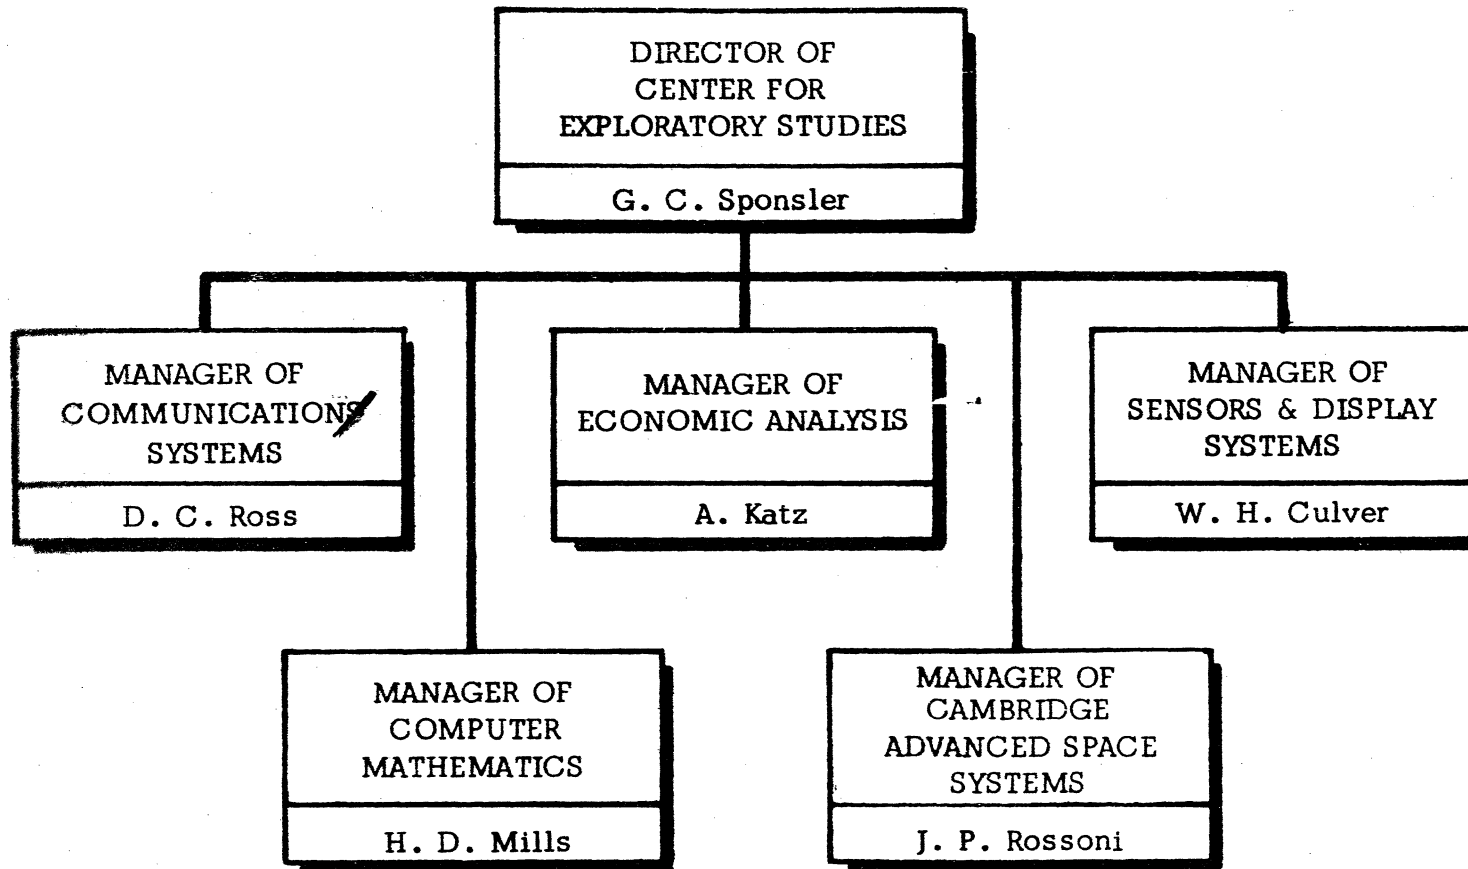 DIRECTOR OF
CENTER FOR
EXPLORATORY STUDIES
G. C. Sponsler
MANAGER OF
COMMUNICATIONS
SYSTEMS
D. C. Ross
MANAGER OF
ECONOMIC ANALYSIS
A. Katz
MANAGER OF
SENSORS & DISPLAY
SYSTEMS
W. H. Culver
MANAGER OF
COMPUTER
MATHEMATICS
H. D. Mills
MANAGER OF
CAMBRIDGE
ADVANCED SPACE
SYSTEMS
J. P. Rossoni